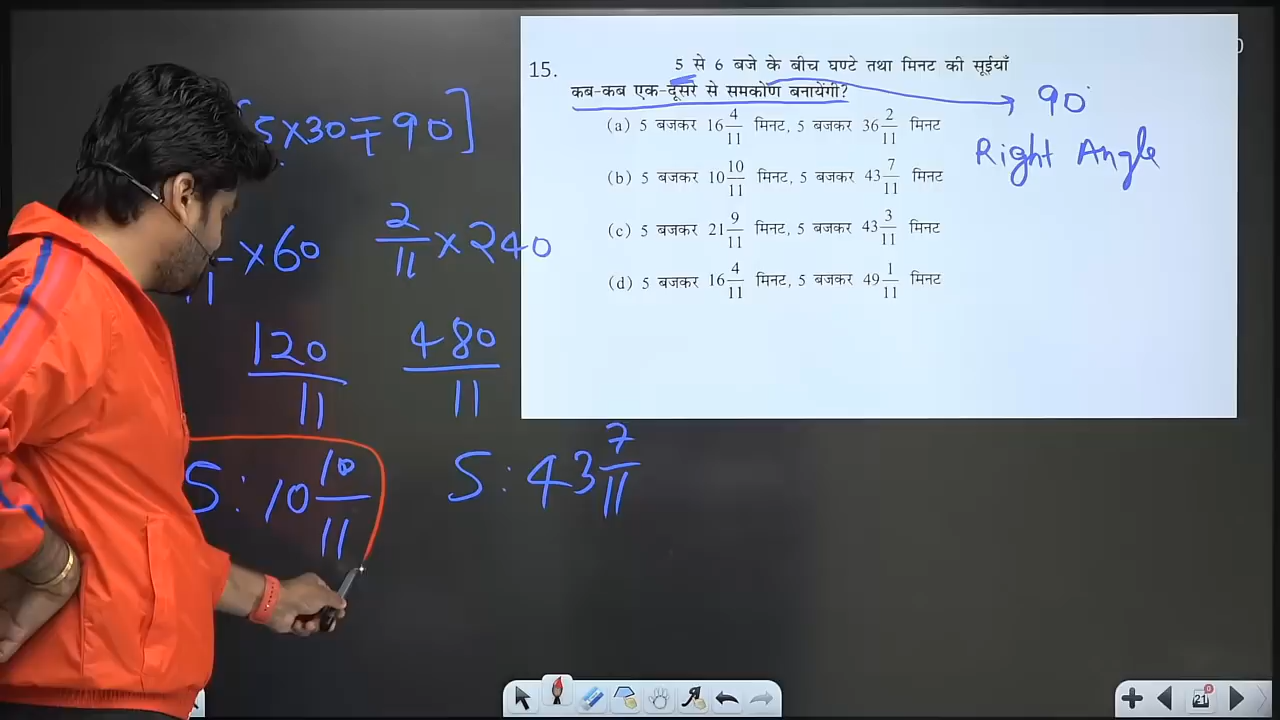 15. 5 से 6 बजे के बीच घण्टे तथा मिनट की सूईयाँ
कब-कब एक-दूसरे से समकोण बनायेंगी?
(a) 5 बजकर 16 4/11 मिनट, 5 बजकर 36 2/11 मिनट
(b) 5 बजकर 10 10/11 मिनट, 5 बजकर 43 7/11 मिनट
(c) 5 बजकर 21 9/11 मिनट, 5 बजकर 43 3/11 मिनट
(d) 5 बजकर 16 4/11 मिनट, 5 बजकर 49 1/11 मिनट
90°
Right Angle
5×30∓90]
×60
2/11 ×240
120/11
480/11
5:10 10/11
5:43 7/11
21